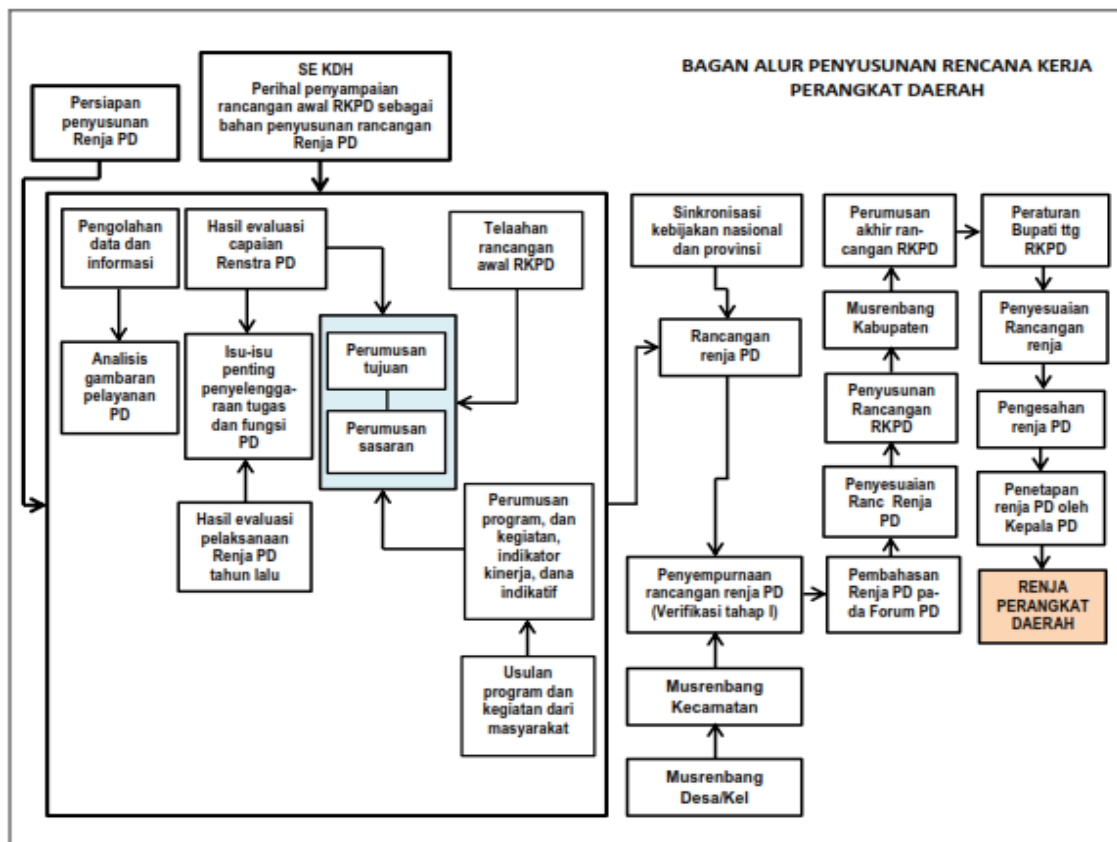 BAGAN ALUR PENYUSUNAN RENCANA KERJA
PERANGKAT DAERAH
Persiapan
penyusunan
Renja PD
SE KDH
Perihal penyampaian
rancangan awal RKPD sebagai
bahan penyusunan rancangan
Renja PD
Pengolahan
data dan
informasi
Hasil evaluasi
capaian
Renstra PD
Telaahan
rancangan
awal RKPD
Analisis
gambaran
pelayanan
PD
Isu-isu
penting
penyelengga-
raan tugas
dan fungsi
PD
Perumusan
tujuan
Perumusan
sasaran
Hasil evaluasi
pelaksanaan
Renja PD
tahun lalu
Perumusan
program, dan
kegiatan,
indikator
kinerja, dana
indikatif
Usulan
program dan
kegiatan dari
masyarakat
Sinkronisasi
kebijakan nasional
dan provinsi
Rancangan
renja PD
Penyempurnaan
rancangan renja PD
(Verifikasi tahap I)
Musrenbang
Kecamatan
Musrenbang
Desa/Kel
Perumusan
akhir ran-
cangan RKPD
Musrenbang
Kabupaten
Penyusunan
Rancangan
RKPD
Penyesuaian
Ranc Renja
PD
Pembahasan
Renja PD pa-
da Forum PD
Peraturan
Bupati ttg
RKPD
Penyesuaian
Rancangan
renja
Pengesahan
renja PD
Penetapan
renja PD oleh
Kepala PD
RENJA
PERANGKAT
DAERAH